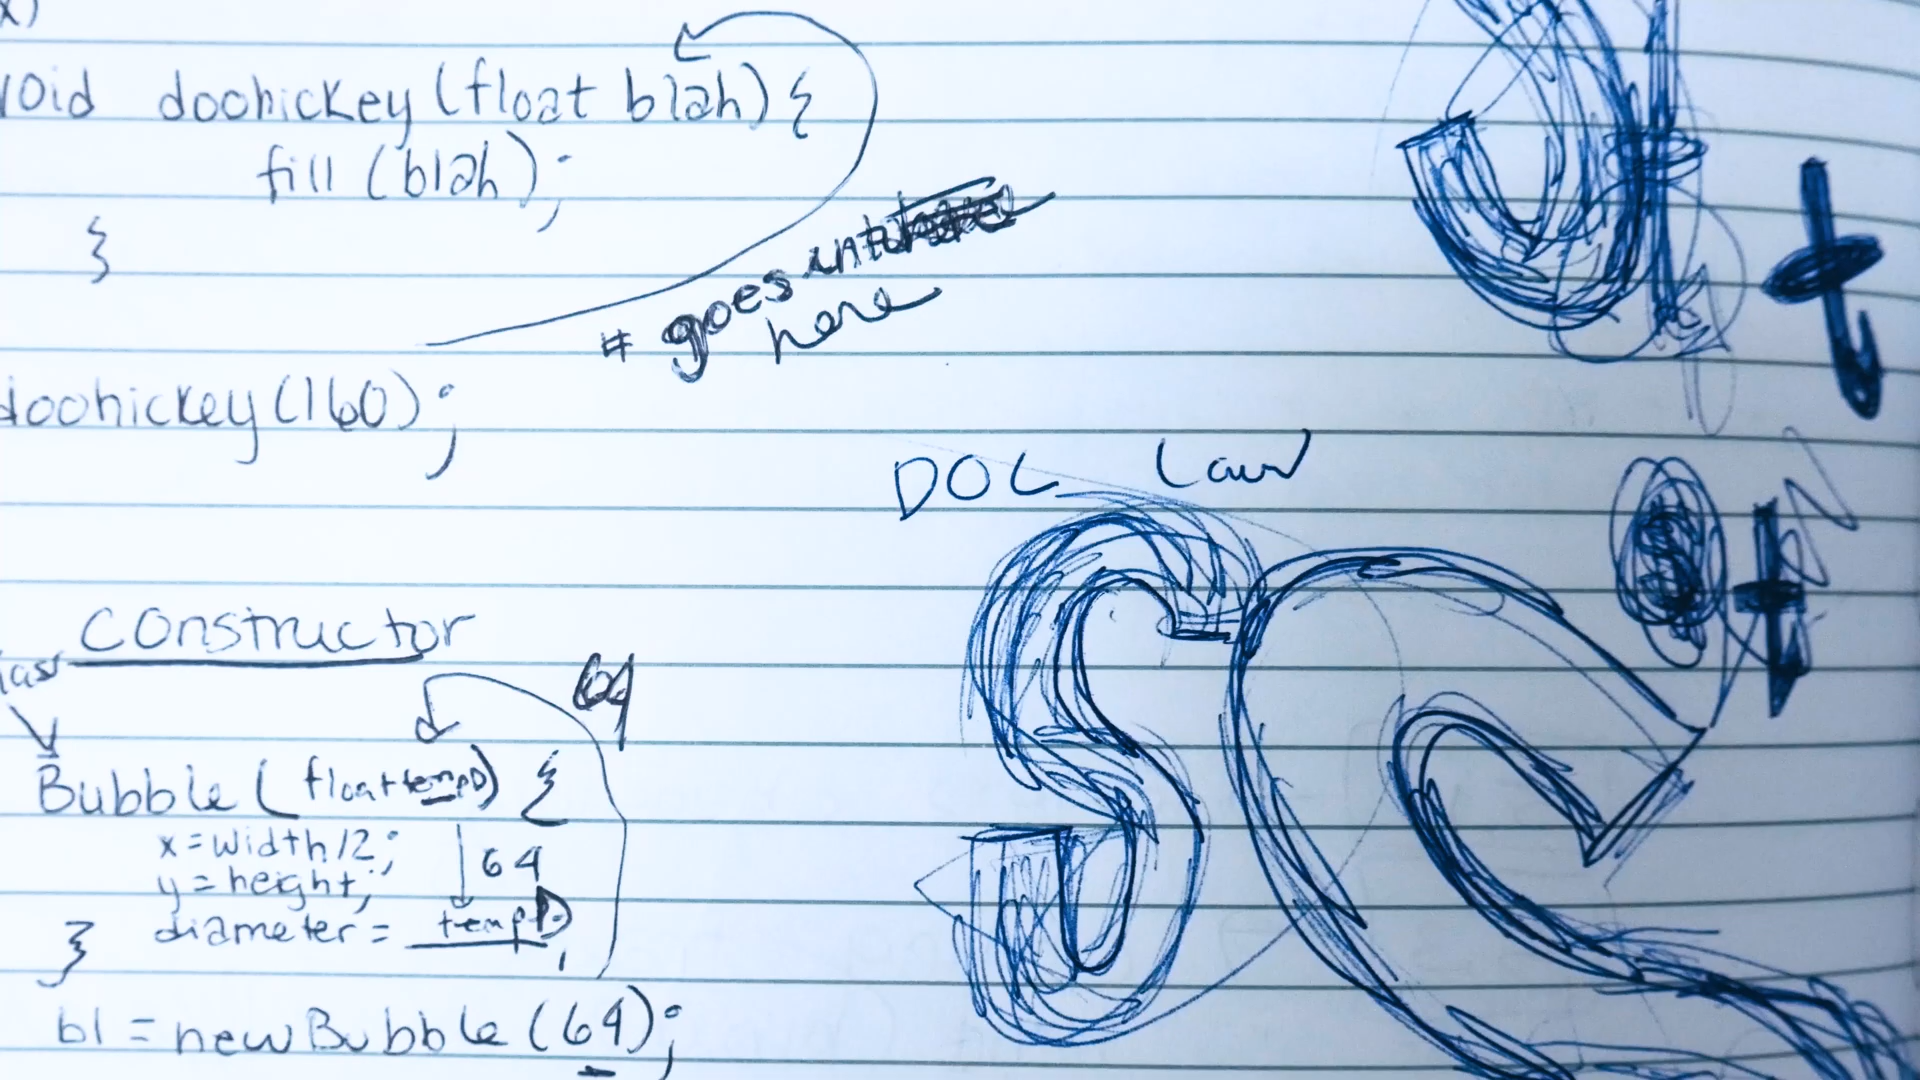 x)
void doohickey (float blah) {
fill (blah);
}
# goes
here
doohickey (160);
DOL Law
Constructor
64
Bubble ( float tempD) {
x = width /2;
y = height;
64
diameter = tempD;
}
b1 = new Bubble (64);